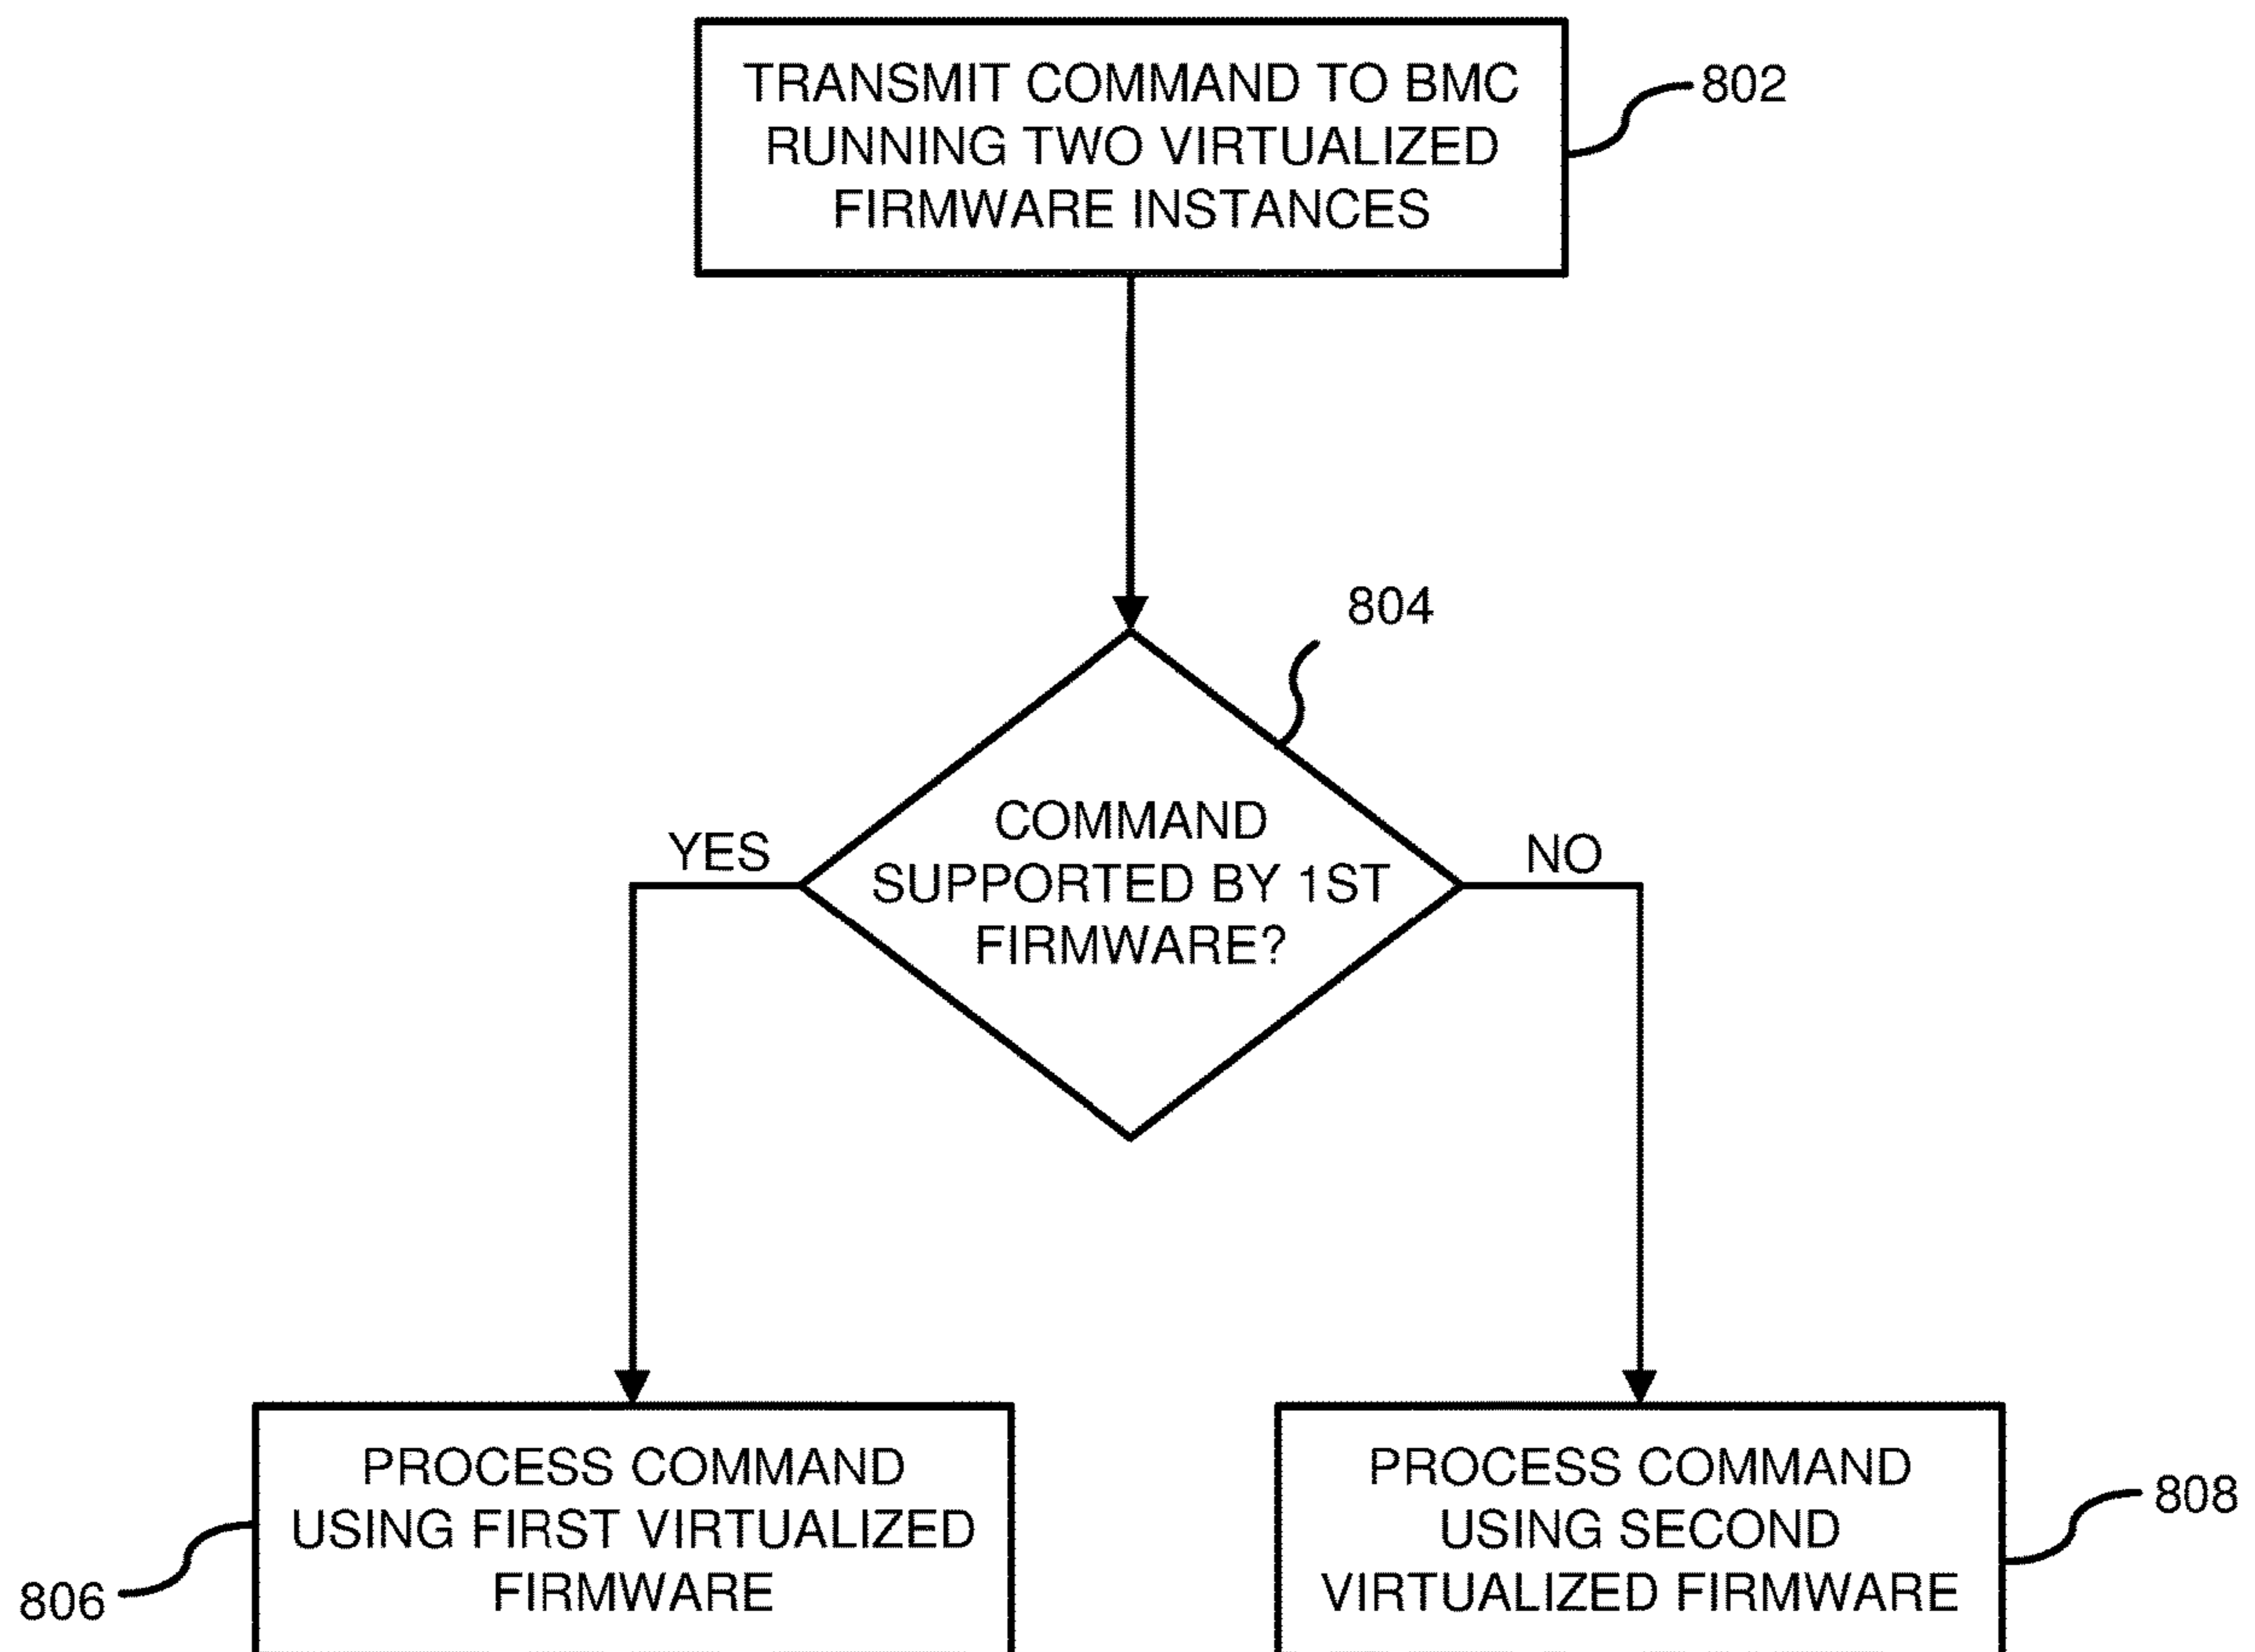 TRANSMIT COMMAND TO BMC
RUNNING TWO VIRTUALIZED
FIRMWARE INSTANCES
802
804
COMMAND
SUPPORTED BY 1ST
FIRMWARE?
YES
NO
PROCESS COMMAND
USING FIRST VIRTUALIZED
FIRMWARE
806
PROCESS COMMAND
USING SECOND
VIRTUALIZED FIRMWARE
808